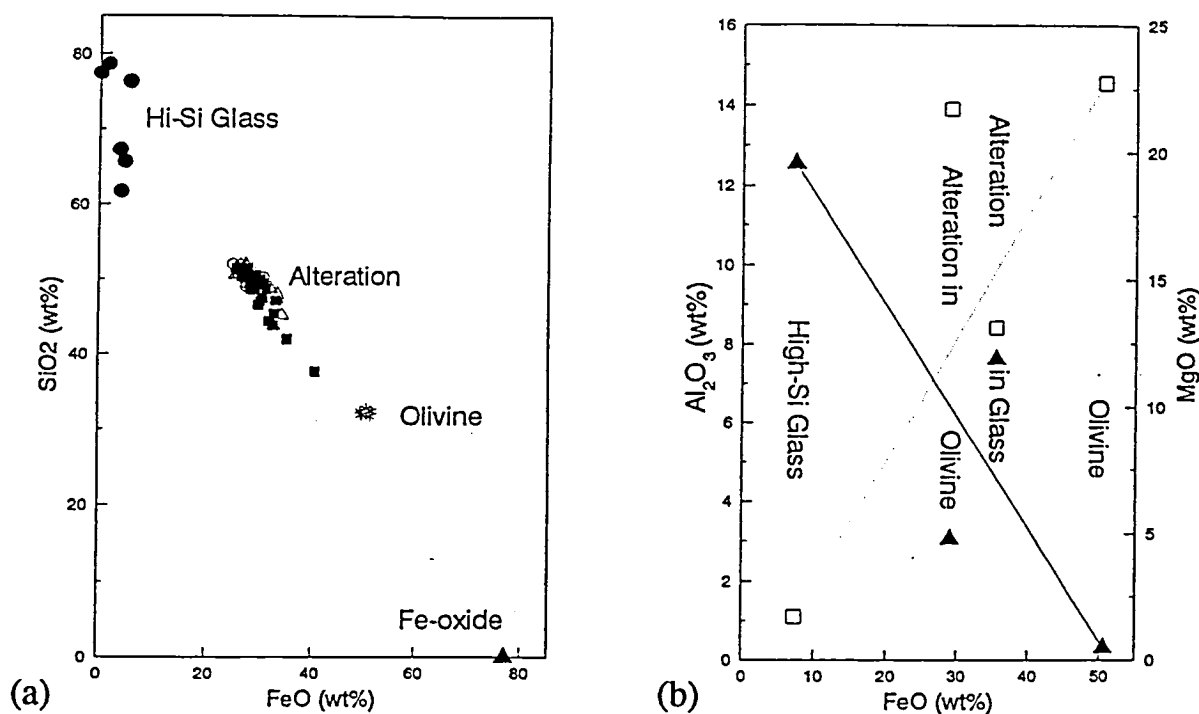 80
60
40
20
0
SiO2 (wt%)
Hi-Si Glass
Alteration
Olivine
Fe-oxide
0 20 40 60 80
FeO (wt%)
(a)
16
14
12
10
8
6
4
2
0
Al₂O₃ (wt%)
High-Si Glass
Alteration in
Olivine
Alteration
in Glass
Olivine
25
20
15
10
5
0
MgO (wt%)
0 10 20 30 40 50
FeO (wt%)
(b)